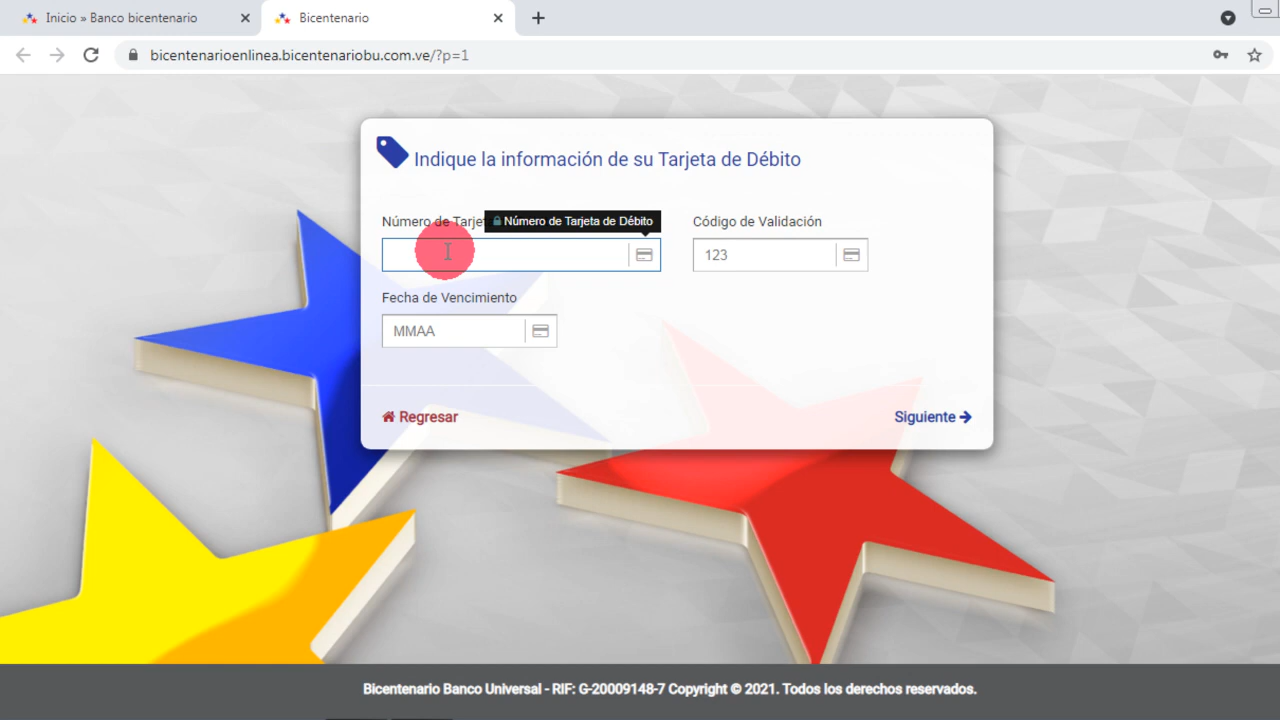 Inicio » Banco bicentenario
Bicentenario
bicentenarioenlinea.bicentenariobu.com.ve/?p=1
Indique la información de su Tarjeta de Débito
Número de Tarje
Número de Tarjeta de Débito
Código de Validación
123
Fecha de Vencimiento
MMAA
Regresar
Siguiente
Bicentenario Banco Universal - RIF: G-20009148-7 Copyright © 2021. Todos los derechos reservados.